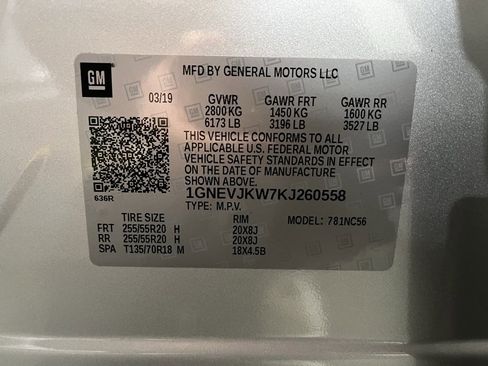 GM
MFD BY GENERAL MOTORS LLC
03/19 GVWR GAWR FRT GAWR RR
2800 KG 1450 KG 1600 KG
6173 LB 3196 LB 3527 LB
THIS VEHICLE CONFORMS TO ALL
APPLICABLE U.S. FEDERAL MOTOR
VEHICLE SAFETY STANDARDS IN EFFECT
ON THE DATE OF MANUFACTURE
SHOWN ABOVE.
1GNEVJKW7KJ260558
636R
TYPE: M.P.V.
TIRE SIZE RIM MODEL: 781NC56
FRT 255/55R20 H 20X8J
RR 255/55R20 H 20X8J
SPA T135/70R18 M 18X4.5B